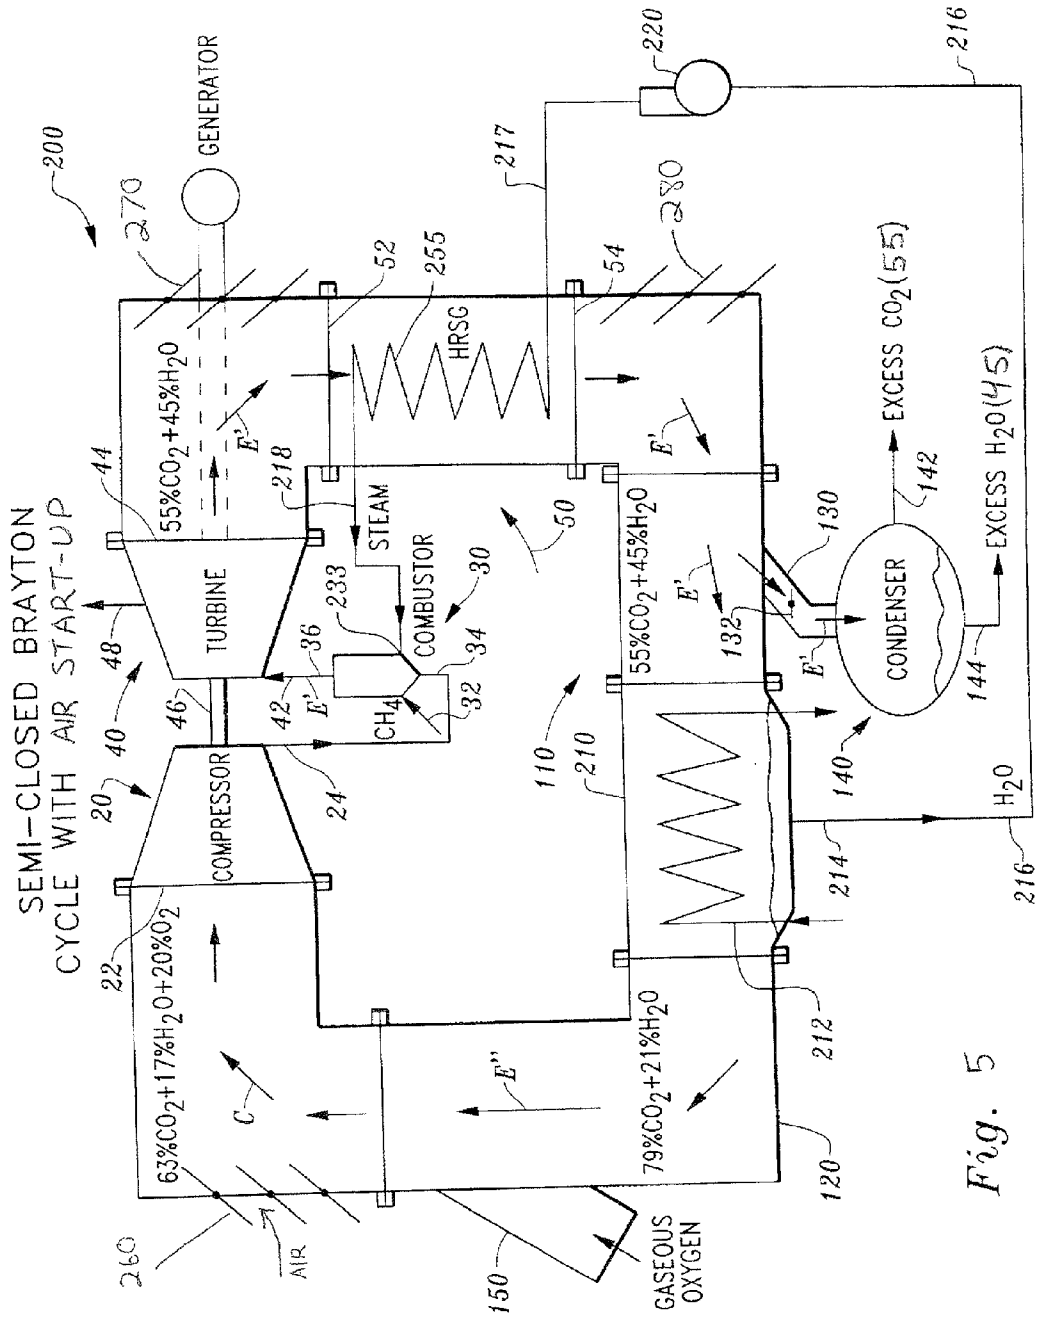 SEMI-CLOSED BRAYTON
CYCLE WITH AIR START-UP
200
GENERATOR
270
220
216
217
280
52
255
HRSG
54
44
55%CO2+45%H2O
E'
218
STEAM
233
COMBUSTOR
30
50
E'
EXCESS CO2(55)
142
EXCESS H2O(45)
144
48
40
TURBINE
46
42
36
E'
34
CH4
32
55%CO2+45%H2O
E'
132
130
E'
CONDENSER
140
20
COMPRESSOR
24
110
210
214
H2O
216
22
63%CO2+17%H2O+20%O2
C
E"
79%CO2+21%H2O
212
120
260
AIR
150
GASEOUS
OXYGEN
Fig. 5